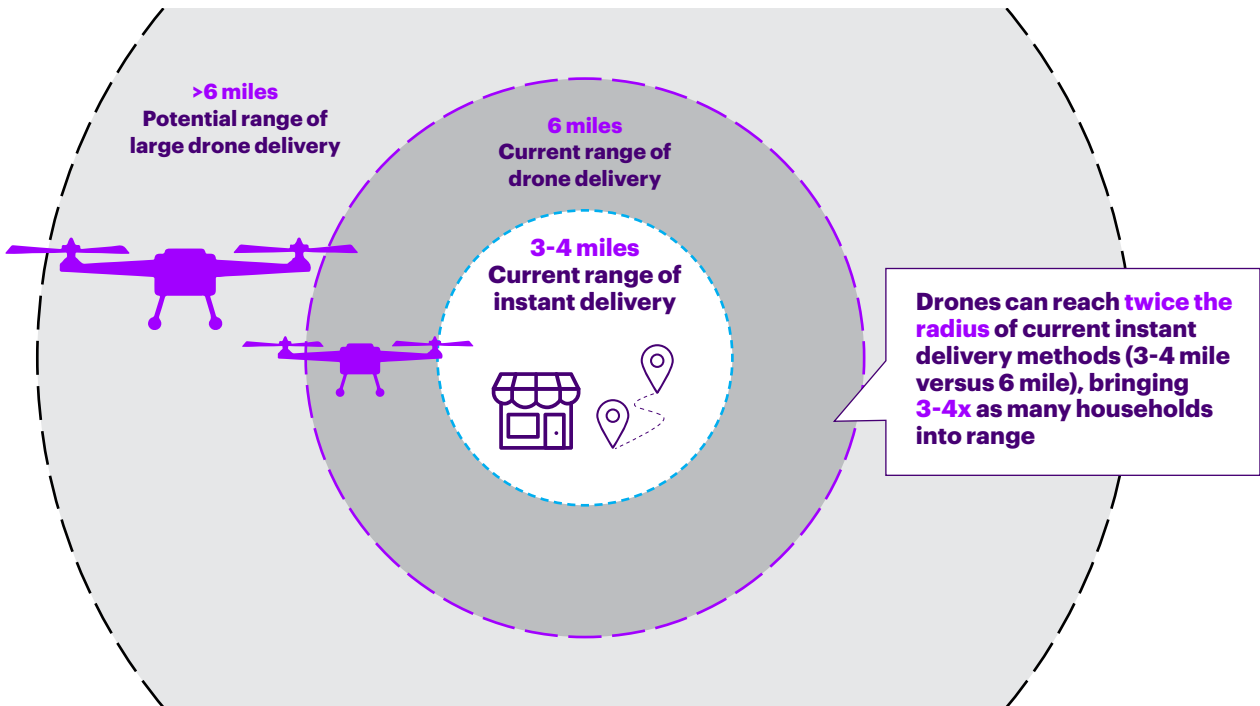 >6 miles
Potential range of
large drone delivery
6 miles
Current range of
drone delivery
3-4 miles
Current range of
instant delivery
Drones can reach twice the
radius of current instant
delivery methods (3-4 mile
versus 6 mile), bringing
3-4x as many households
into range